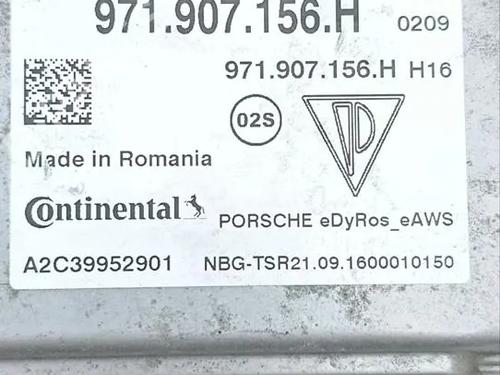 971.907.156.H 0209
971.907.156.H H16
02S
Made in Romania
Continental
PORSCHE eDyRos_eAWS
A2C39952901 NBG-TSR21.09.1600010150